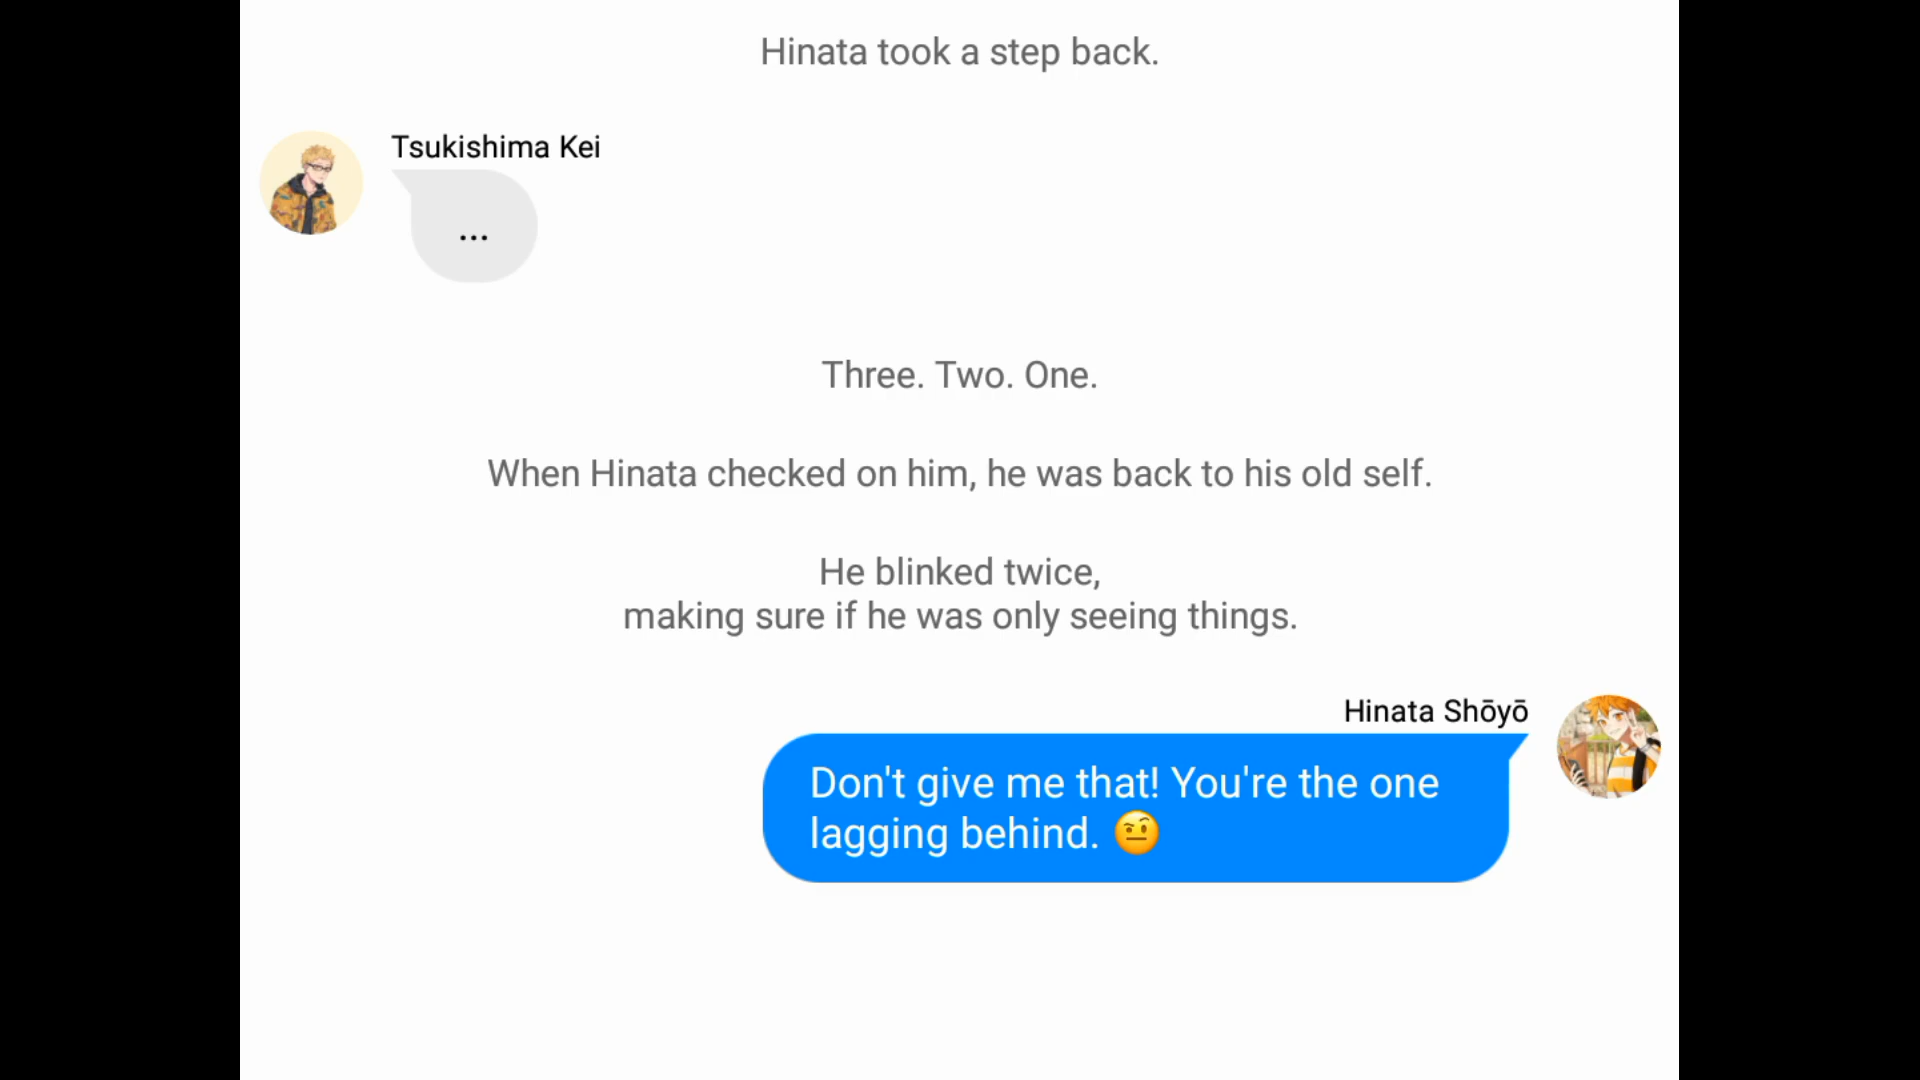 Hinata took a step back.
Tsukishima Kei
...
Three. Two. One.
When Hinata checked on him, he was back to his old self.
He blinked twice,
making sure if he was only seeing things.
Hinata Shōyō
Don't give me that! You're the one
lagging behind. 🤨